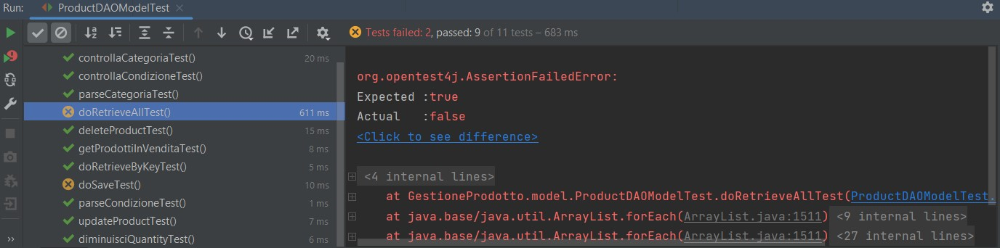 Run: ProductDAOModelTest ×
Tests failed: 2, passed: 9 of 11 tests – 683 ms
controllaCategoriaTest() 20 ms
controllaCondizioneTest()
parseCategoriaTest()
doRetrieveAllTest() 611 ms
deleteProductTest() 15 ms
getProdottiInVenditaTest() 8 ms
doRetrieveByKeyTest() 5 ms
doSaveTest() 10 ms
parseCondizioneTest() 1 ms
updateProductTest() 7 ms
diminuisciQuantityTest() 6 ms
org.opentest4j.AssertionFailedError:
Expected :true
Actual :false
<Click to see difference>
<4 internal lines>
at GestioneProdotto.model.ProductDAOModelTest.doRetrieveAllTest(ProductDAOModelTest.
at java.base/java.util.ArrayList.forEach(ArrayList.java:1511) <9 internal lines>
at java.base/java.util.ArrayList.forEach(ArrayList.java:1511) <27 internal lines>